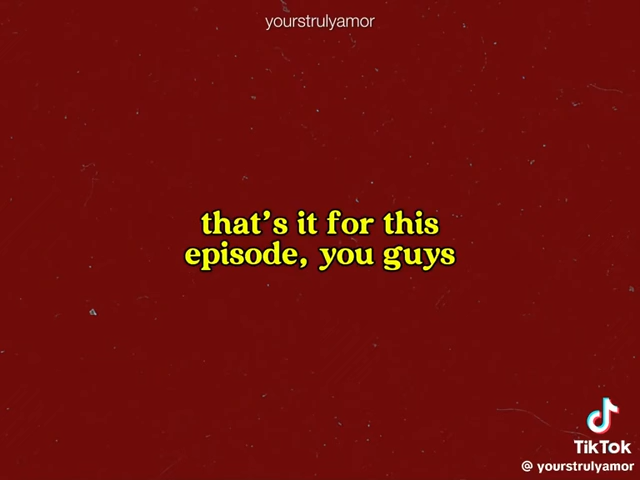 yourstrulyamor
that's it for this
episode, you guys
TikTok
@ yourstrulyamor